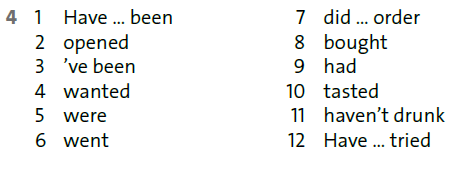 4 1 Have ... been
2 opened
3 ’ve been
4 wanted
5 were
6 went
7 did ... order
8 bought
9 had
10 tasted
11 haven’t drunk
12 Have ... tried